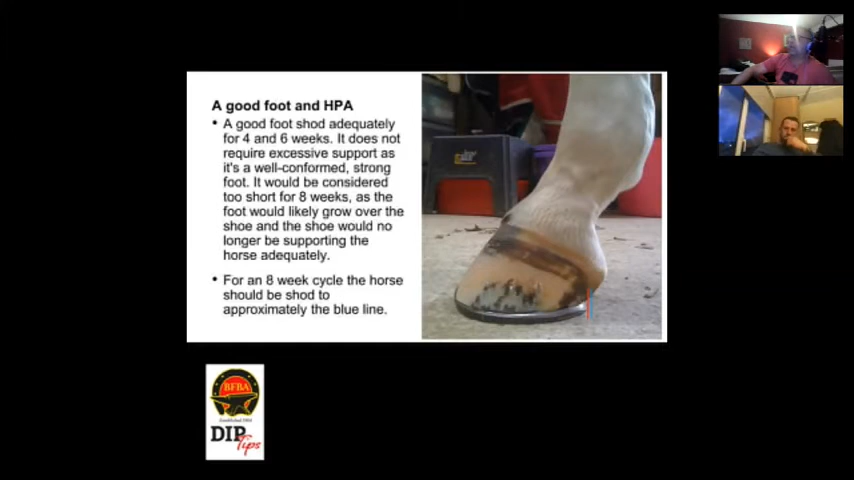 A good foot and HPA
• A good foot shod adequately
for 4 and 6 weeks. It does not
require excessive support as
it's a well-conformed, strong
foot. It would be considered
too short for 8 weeks, as the
foot would likely grow over the
shoe and the shoe would no
longer be supporting the
horse adequately.
• For an 8 week cycle the horse
should be shod to
approximately the blue line.
BFBA
DIP
Tips